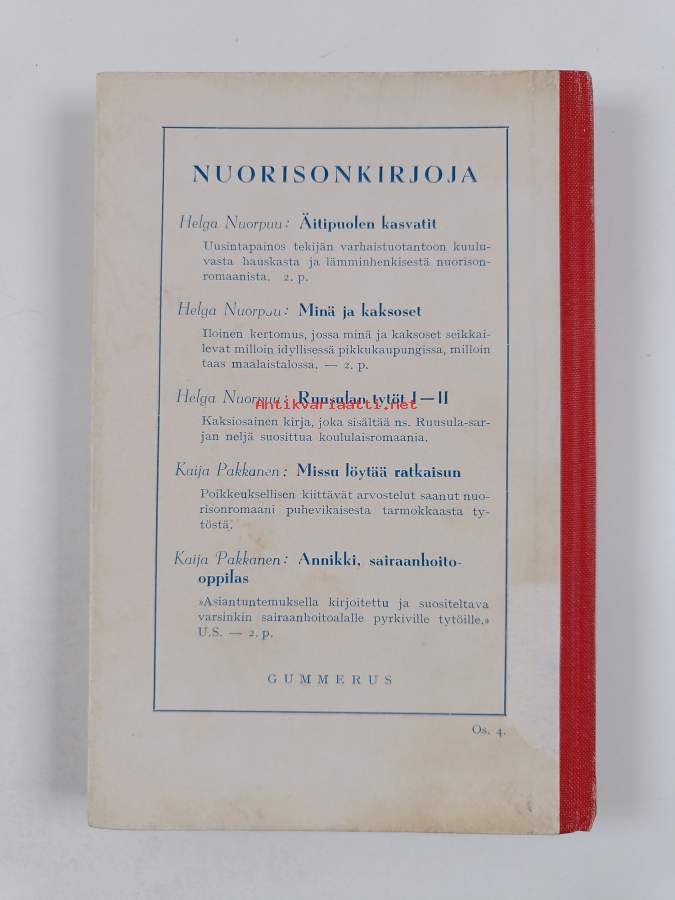 NUORISONKIRJOJA
Helga Nuorpuu: Äitipuolen kasvatit
Uusintapainos tekijän varhaistuotantoon kuulu-
vasta hauskasta ja lämminhenkisestä nuorison-
romaanista. 2. p.
Helga Nuorpuu: Minä ja kaksoset
Iloinen kertomus, jossa minä ja kaksoset seikkai-
levat milloin idyllisessä pikkukaupungissa, milloin
taas maalaistalossa. — 2. p.
Helga Nuorpuu: Ruusulan tytöt I—II
Antikvariaatti.net
Kaksiosainen kirja, joka sisältää ns. Ruusula-sar-
jan neljä suosittua koululaisromaania.
Kaija Pakkanen: Missu löytää ratkaisun
Poikkeuksellisen kiittävät arvostelut saanut nuo-
risonromaani puhevikaisesta tarmokkaasta ty-
töstä.
Kaija Pakkanen: Annikki, sairaanhoito-
oppilas
»Asiantuntemuksella kirjoitettu ja suositeltava
varsinkin sairaanhoitoalalle pyrkiville tytöille.»
U.S. — 2. p.
GUMMERUS
Os. 4.